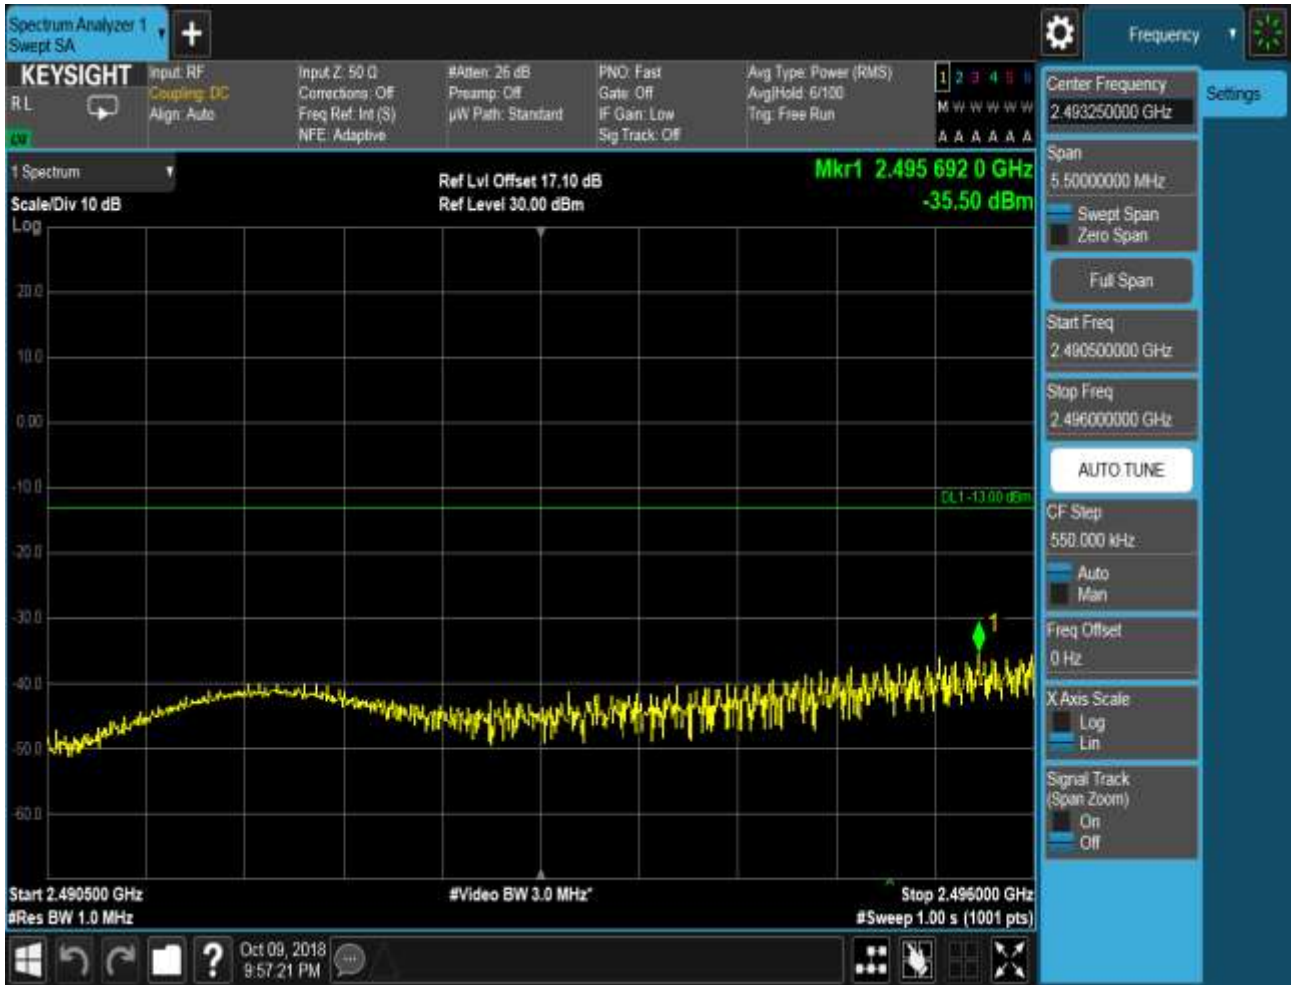 Spectrum Analyzer 1
Swept SA
+
Frequency
KEYSIGHT
R L
Input: RF
Coupling: DC
Align: Auto
Input Z: 50 Ω
Corrections: Off
Freq Ref: Int (S)
NFE: Adaptive
#Atten: 26 dB
Preamp: Off
µW Path: Standard
PNO: Fast
Gate: Off
IF Gain: Low
Sig Track: Off
Avg Type: Power (RMS)
Avg|Hold: 6/100
Trig: Free Run
1 2 3 4 5 6
M W W W W W
A A A A A A
1 Spectrum
Scale/Div 10 dB
Log
Ref Lvl Offset 17.10 dB
Ref Level 30.00 dBm
Mkr1 2.495 692 0 GHz
-35.50 dBm
20.0
10.0
0.00
-10.0
DL1 -13.00 dBm
-20.0
-30.0
1
-40.0
-50.0
-60.0
Start 2.490500 GHz
#Res BW 1.0 MHz
#Video BW 3.0 MHz*
Stop 2.496000 GHz
#Sweep 1.00 s (1001 pts)
Center Frequency
2.493250000 GHz
Settings
Span
5.50000000 MHz
Swept Span
Zero Span
Full Span
Start Freq
2.490500000 GHz
Stop Freq
2.496000000 GHz
AUTO TUNE
CF Step
550.000 kHz
Auto
Man
Freq Offset
0 Hz
X Axis Scale
Log
Lin
Signal Track
(Span Zoom)
On
Off
?
Oct 09, 2018
9:57:21 PM